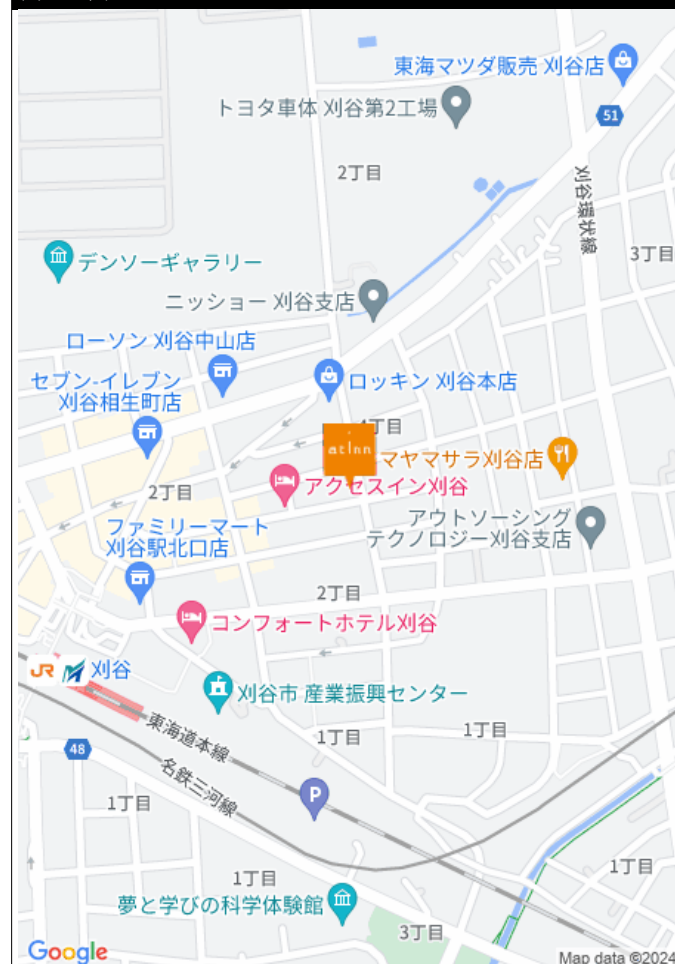 東海マツダ販売 刈谷店
トヨタ車体 刈谷第2工場
51
2丁目
刈谷環状線
3丁目
デンソーギャラリー
ニッショー 刈谷支店
ローソン 刈谷中山店
セブン-イレブン
刈谷相生町店
ロッキン 刈谷本店
4丁目
at inn
マヤマサラ刈谷店
アクセスイン刈谷
2丁目
アウトソーシング
テクノロジー刈谷支店
ファミリーマート
刈谷駅北口店
2丁目
コンフォートホテル刈谷
JR 刈谷
刈谷市 産業振興センター
東海道本線
1丁目
1丁目
48
名鉄三河線
P
1丁目
1丁目
1丁目
夢と学びの科学体験館
3丁目
Google
Map data ©2024